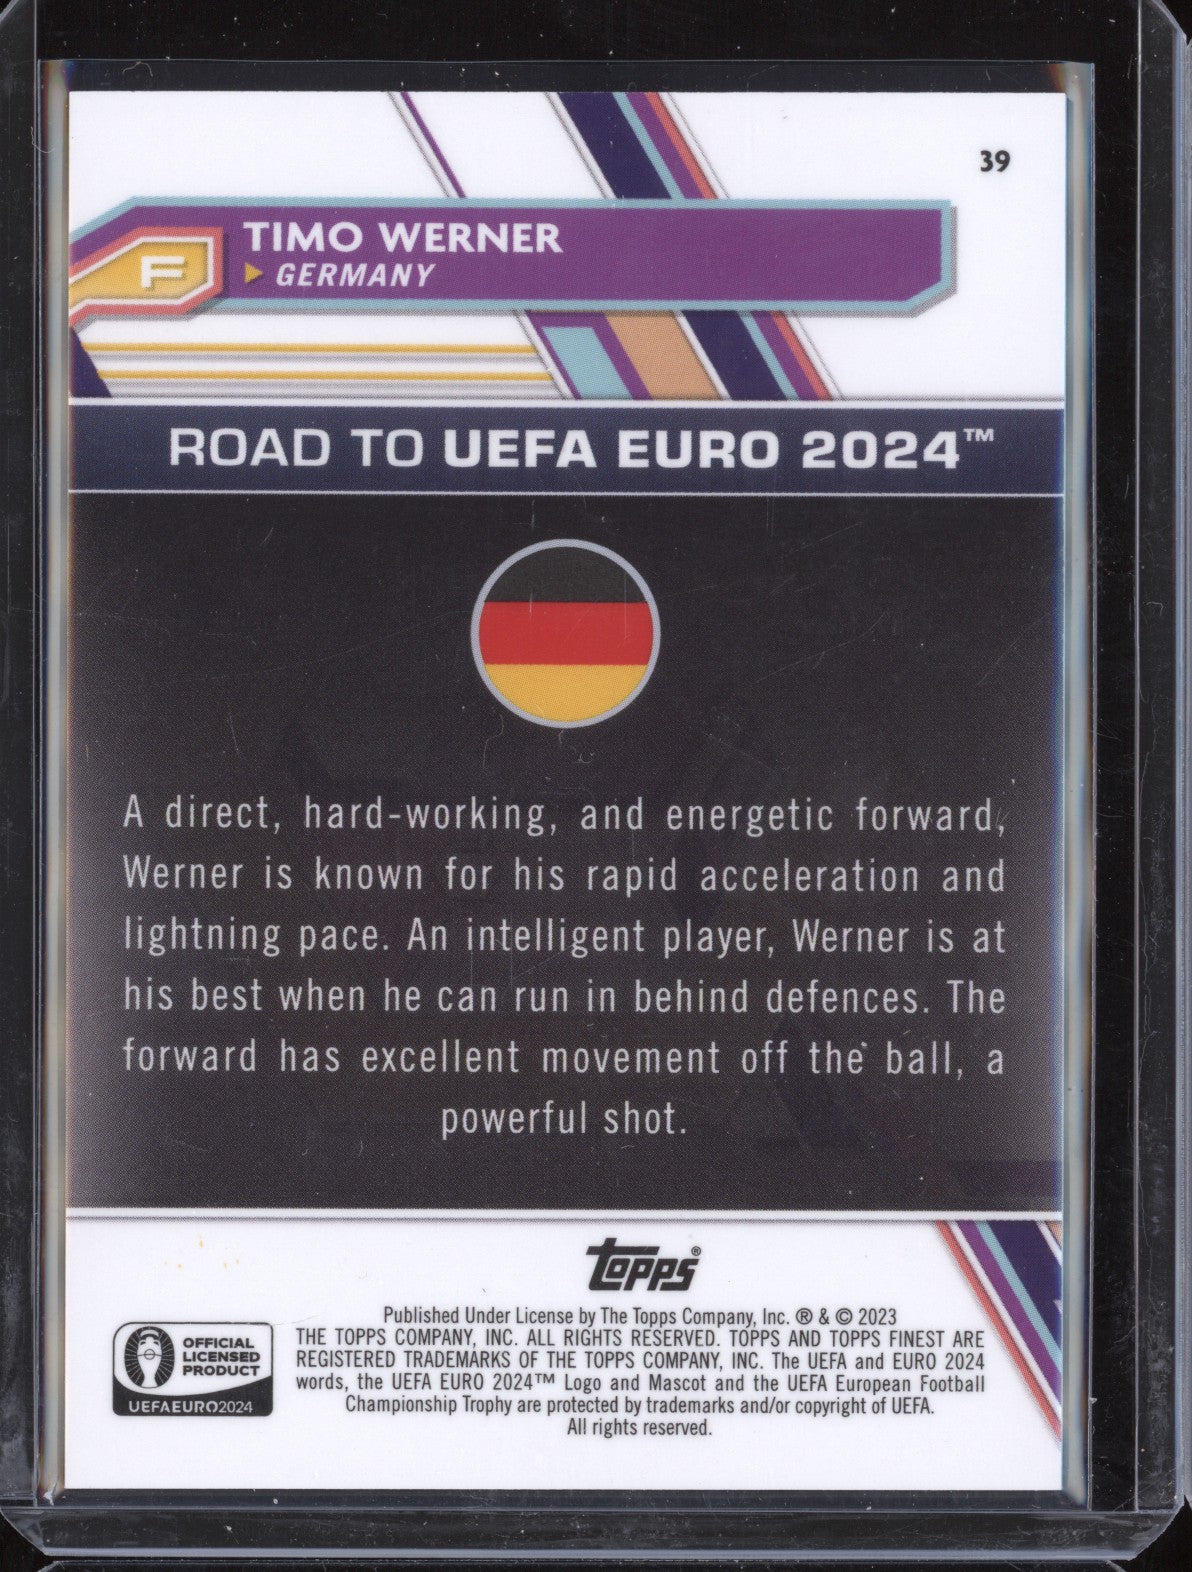 39
TIMO WERNER
F
GERMANY
ROAD TO UEFA EURO 2024™
A direct, hard-working, and energetic forward,
Werner is known for his rapid acceleration and
lightning pace. An intelligent player, Werner is at
his best when he can run in behind defences. The
forward has excellent movement off the ball, a
powerful shot.
topps®
Published Under License by The Topps Company, Inc. ® & © 2023
THE TOPPS COMPANY, INC. ALL RIGHTS RESERVED. TOPPS AND TOPPS FINEST ARE
REGISTERED TRADEMARKS OF THE TOPPS COMPANY, INC. The UEFA and EURO 2024
words, the UEFA EURO 2024™ Logo and Mascot and the UEFA European Football
Championship Trophy are protected by trademarks and/or copyright of UEFA.
All rights reserved.
OFFICIAL
LICENSED
PRODUCT
UEFAEURO2024